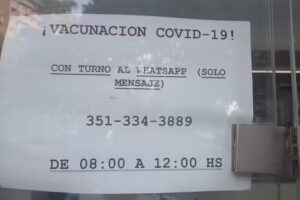 ¡VACUNACION COVID-19!
CON TURNO AL WHATSAPP (SOLO
MENSAJE)
351-334-3889
DE 08:00 A 12:00 HS